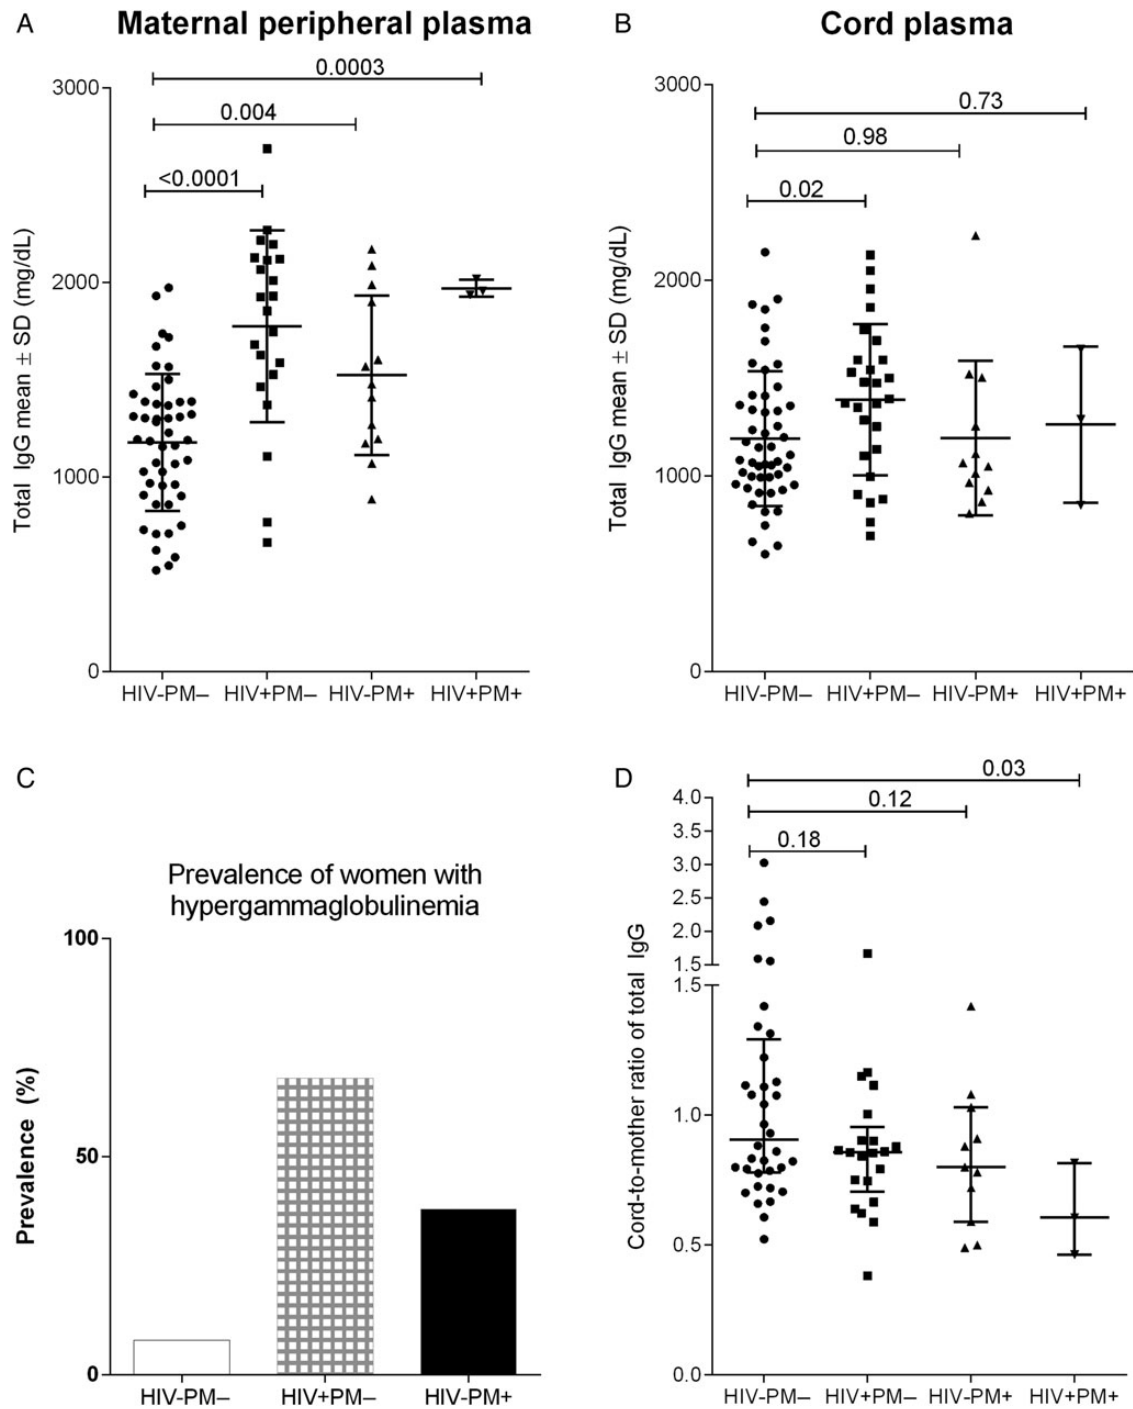 A
Maternal peripheral plasma
0.0003
0.004
<0.0001
3000
2000
1000
0
Total IgG mean ± SD (mg/dL)
HIV-PM– HIV+PM– HIV-PM+ HIV+PM+
B
Cord plasma
0.73
0.98
0.02
3000
2000
1000
0
Total IgG mean ± SD (mg/dL)
HIV-PM– HIV+PM– HIV-PM+ HIV+PM+
C
Prevalence of women with
hypergammaglobulinemia
100
50
0
Prevalence (%)
HIV-PM– HIV+PM– HIV-PM+
D
0.03
0.12
0.18
4.0
3.5
3.0
2.5
2.0
1.5
1.5
1.0
0.5
0.0
Cord-to-mother ratio of total IgG
HIV-PM– HIV+PM– HIV-PM+ HIV+PM+